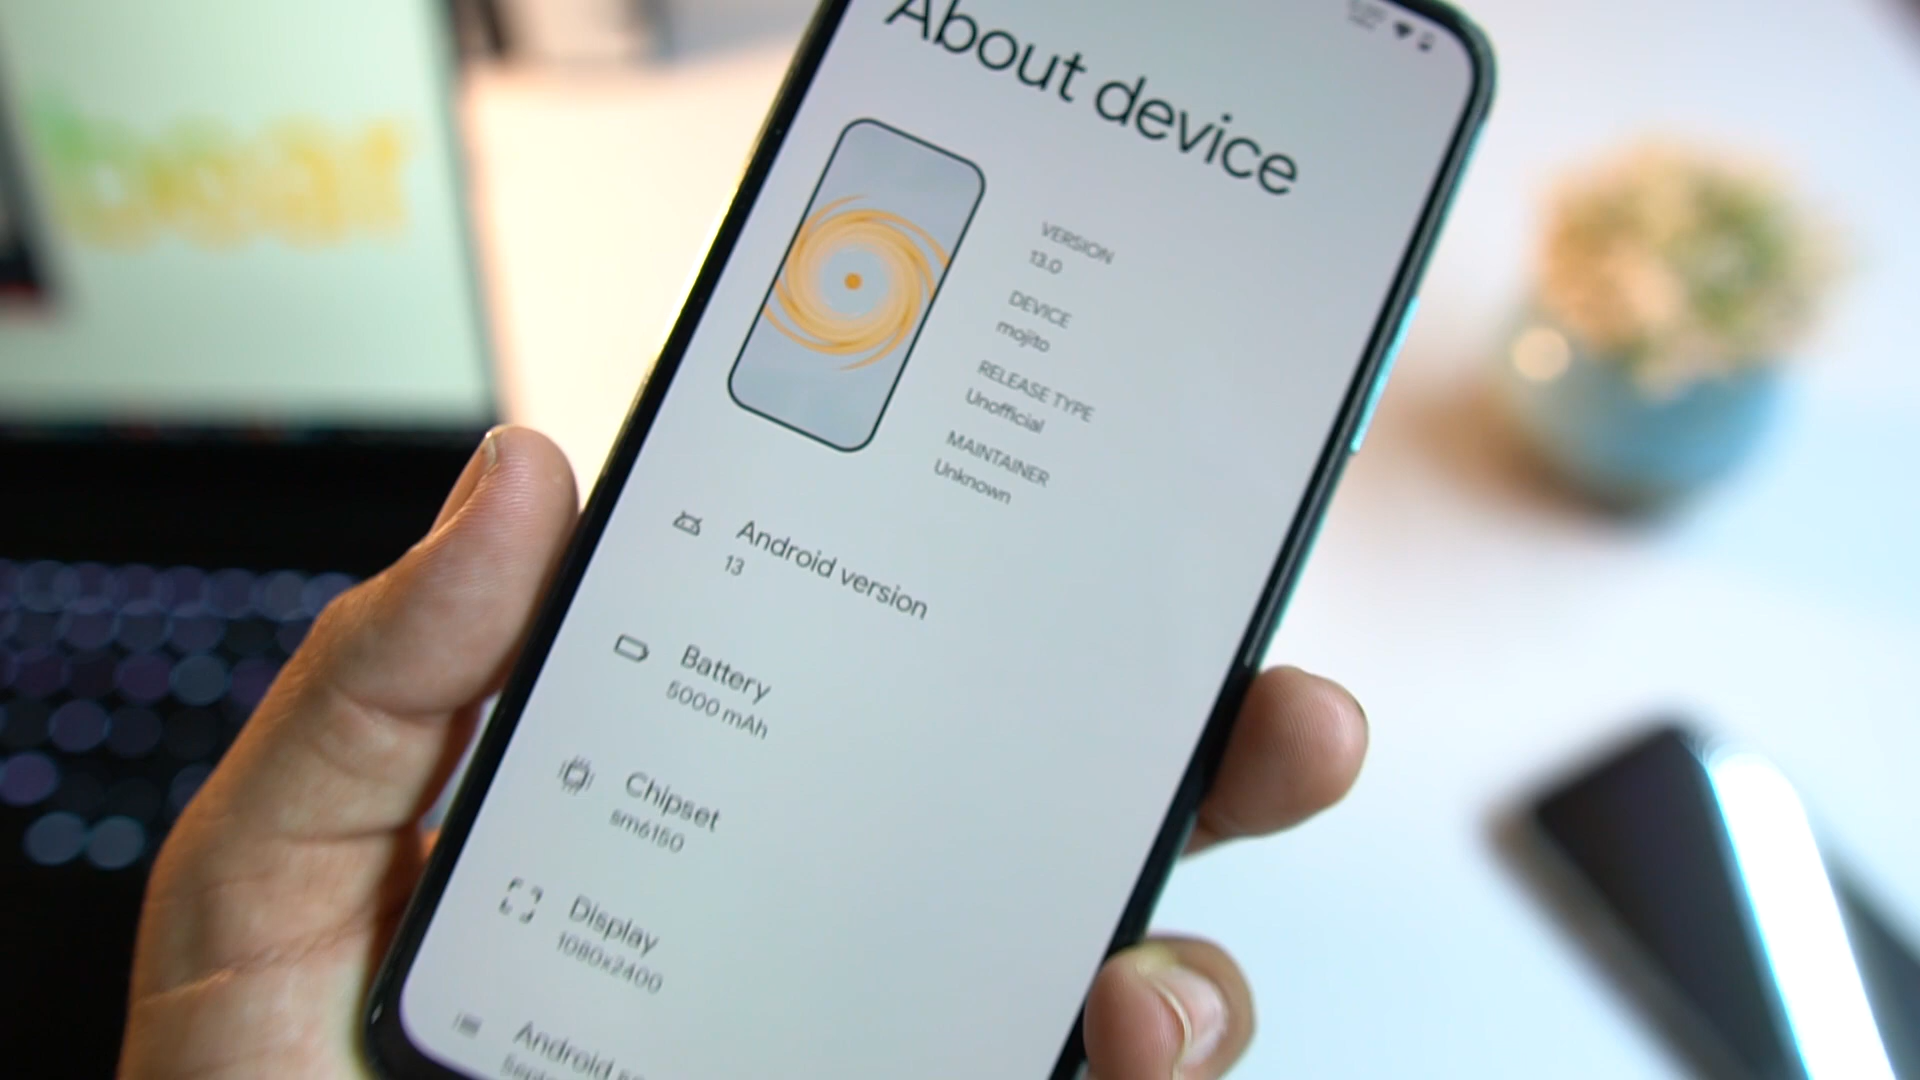 About device
VERSION
13.0
DEVICE
mojito
RELEASE TYPE
Unofficial
MAINTAINER
Unknown
Android version
13
Battery
5000 mAh
Chipset
sm6150
Display
1080x2400
Android